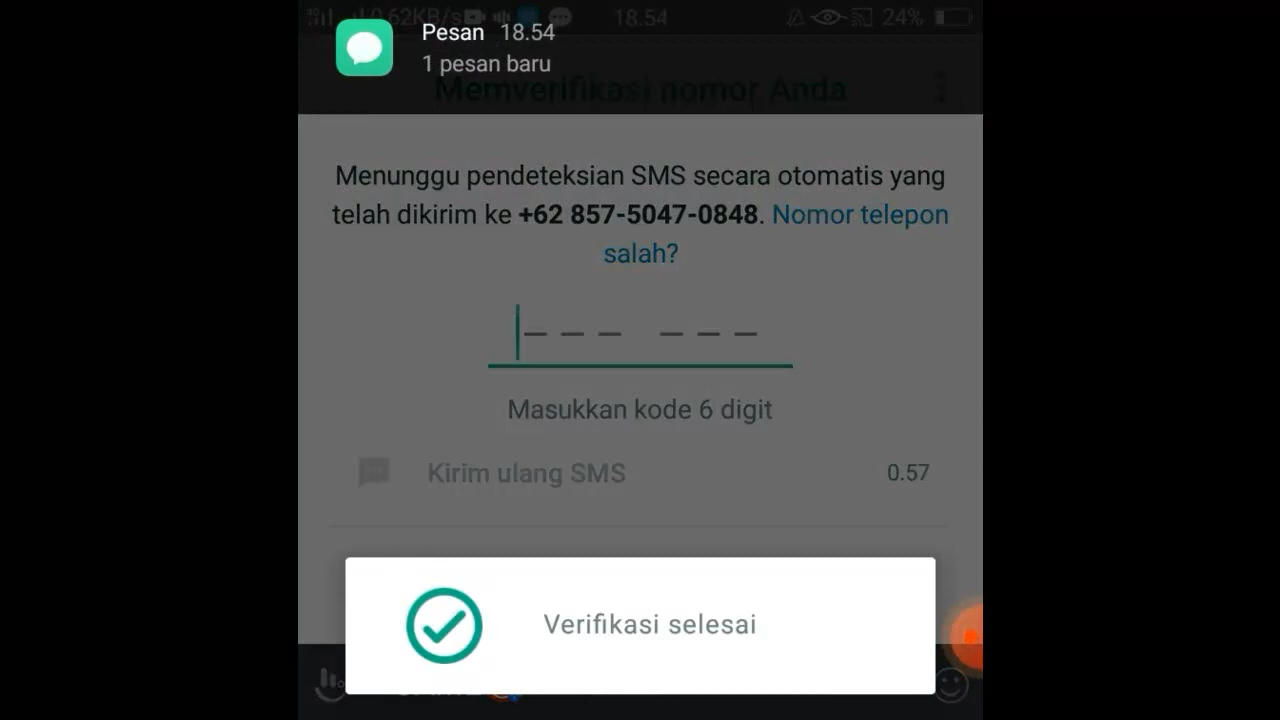 0.62KB/s 18.54 24%
Pesan 18.54
1 pesan baru
Memverifikasi nomor Anda
Menunggu pendeteksian SMS secara otomatis yang
telah dikirim ke +62 857-5047-0848. Nomor telepon
salah?
Masukkan kode 6 digit
Kirim ulang SMS 0.57
Verifikasi selesai